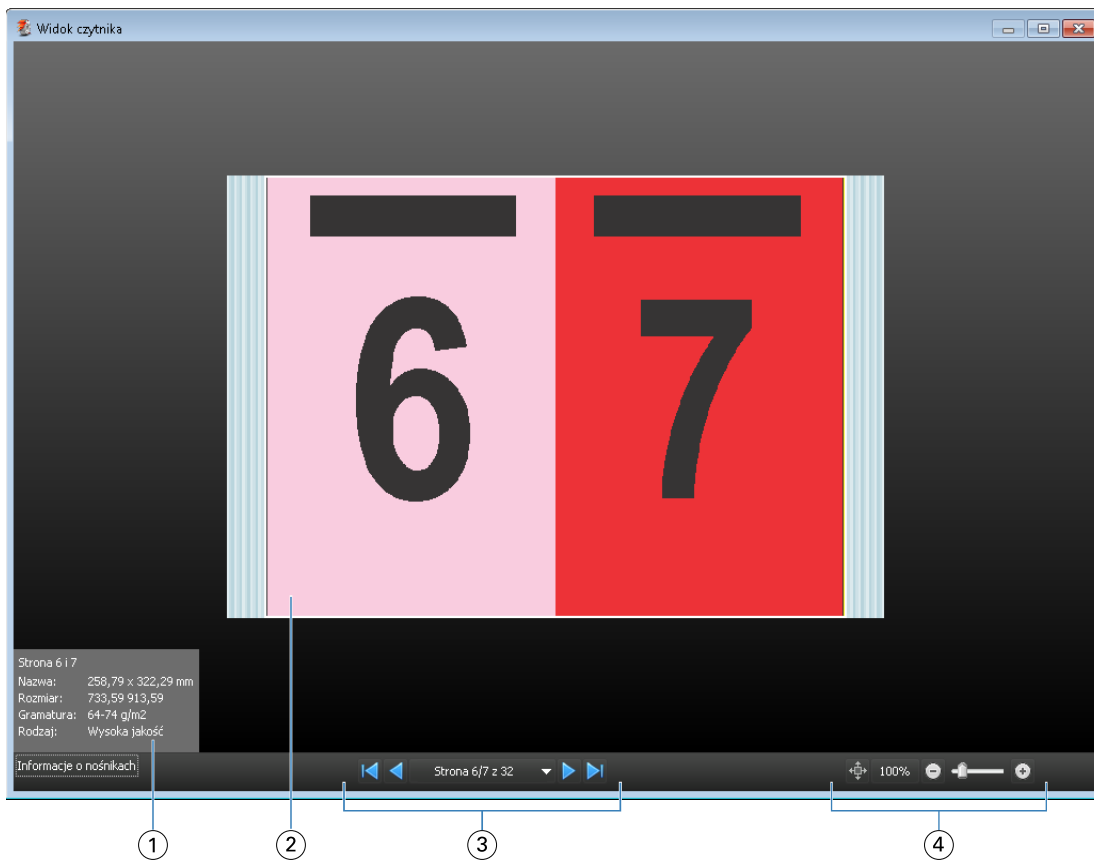 Widok czytnika
6 7
Strona 6 i 7
Nazwa: 258,79 x 322,29 mm
Rozmiar: 733,59 913,59
Gramatura: 64-74 g/m2
Rodzaj: Wysoka jakość
Informacje o nośnikach
Strona 6/7 z 32
100%
1 2 3 4